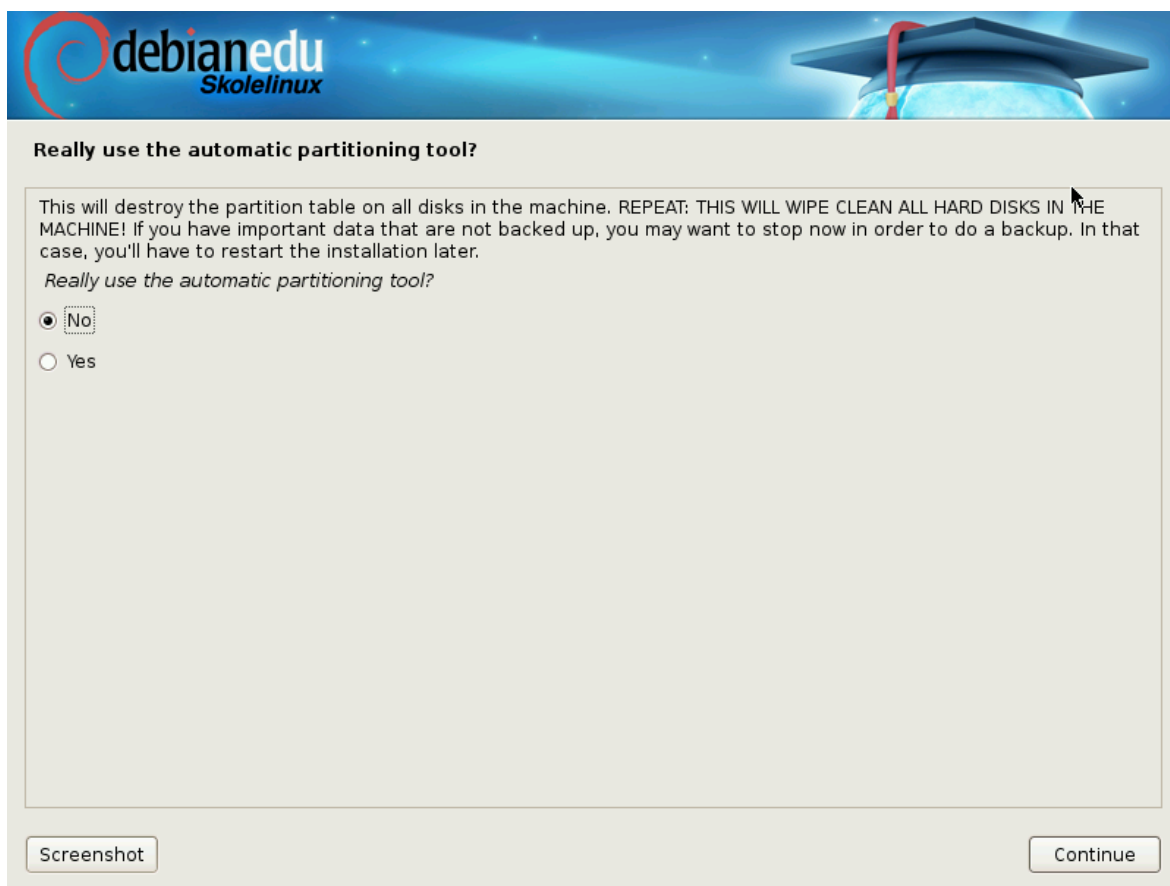 debianedu
Skolelinux
Really use the automatic partitioning tool?
This will destroy the partition table on all disks in the machine. REPEAT: THIS WILL WIPE CLEAN ALL HARD DISKS IN THE
MACHINE! If you have important data that are not backed up, you may want to stop now in order to do a backup. In that
case, you'll have to restart the installation later.
Really use the automatic partitioning tool?
No
Yes
Screenshot
Continue